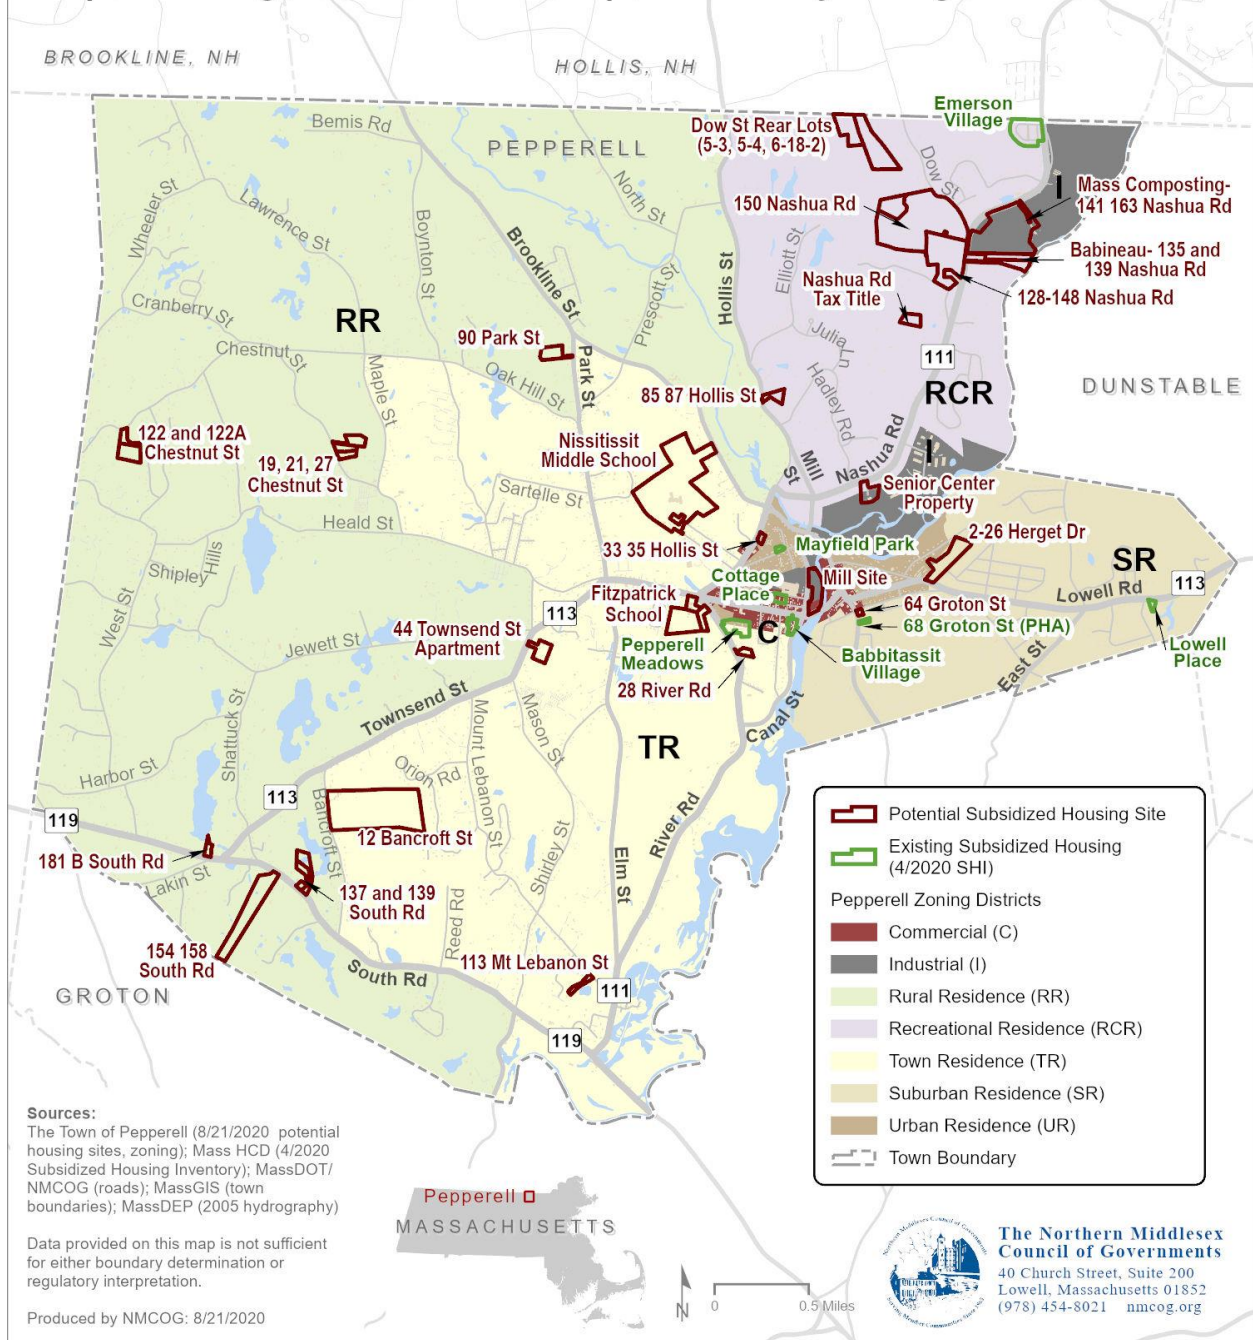 BROOKLINE, NH
HOLLIS, NH
PEPPERELL
DUNSTABLE
GROTON
Emerson
Village
Dow St Rear Lots
(5-3, 5-4, 6-18-2)
Bemis Rd
Dow St
I
Mass Composting-
141 163 Nashua Rd
150 Nashua Rd
North St
Wheeler St
Lawrence St
Boynton St
Brookline St
Hollis St
Elliott St
Babineau- 135 and
139 Nashua Rd
128-148 Nashua Rd
Nashua Rd
Tax Title
Prescott St
Cranberry St
RR
90 Park St
Julia Ln
111
Chestnut St
Maple St
Oak Hill St
Park St
Hadley Rd
RCR
85 87 Hollis St
122 and 122A
Chestnut St
19, 21, 27
Chestnut St
Nissitissit
Middle School
Mill St
Nashua Rd
I
Sartelle St
Senior Center
Property
Heald St
2-26 Herget Dr
33 35 Hollis St
Mayfield Park
Shipley Hills
SR
Cottage
Place
Mill Site
113
Lowell Rd
West St
113
Fitzpatrick
School
64 Groton St
68 Groton St (PHA)
44 Townsend St
Apartment
C
Jewett St
Pepperell
Meadows
Babbitassit
Village
Lowell
Place
East St
28 River Rd
Townsend St
Mount Lebanon St
Mason St
Canal St
Shattuck St
TR
Harbor St
Orion Rd
113
119
Bancroft St
12 Bancroft St
River Rd
181 B South Rd
Lakin St
Shirley St
Elm St
137 and 139
South Rd
Reed Rd
154 158
South Rd
South Rd
113 Mt Lebanon St
111
119
Potential Subsidized Housing Site
Existing Subsidized Housing
(4/2020 SHI)
Pepperell Zoning Districts
Commercial (C)
Industrial (I)
Rural Residence (RR)
Recreational Residence (RCR)
Town Residence (TR)
Suburban Residence (SR)
Urban Residence (UR)
Town Boundary
Sources:
The Town of Pepperell (8/21/2020 potential
housing sites, zoning); Mass HCD (4/2020
Subsidized Housing Inventory); MassDOT/
NMCOG (roads); MassGIS (town
boundaries); MassDEP (2005 hydrography)
Data provided on this map is not sufficient
for either boundary determination or
regulatory interpretation.
Produced by NMCOG: 8/21/2020
Pepperell
MASSACHUSETTS
N
0 0.5 Miles
The Northern Middlesex
Council of Governments
40 Church Street, Suite 200
Lowell, Massachusetts 01852
(978) 454-8021 nmcog.org